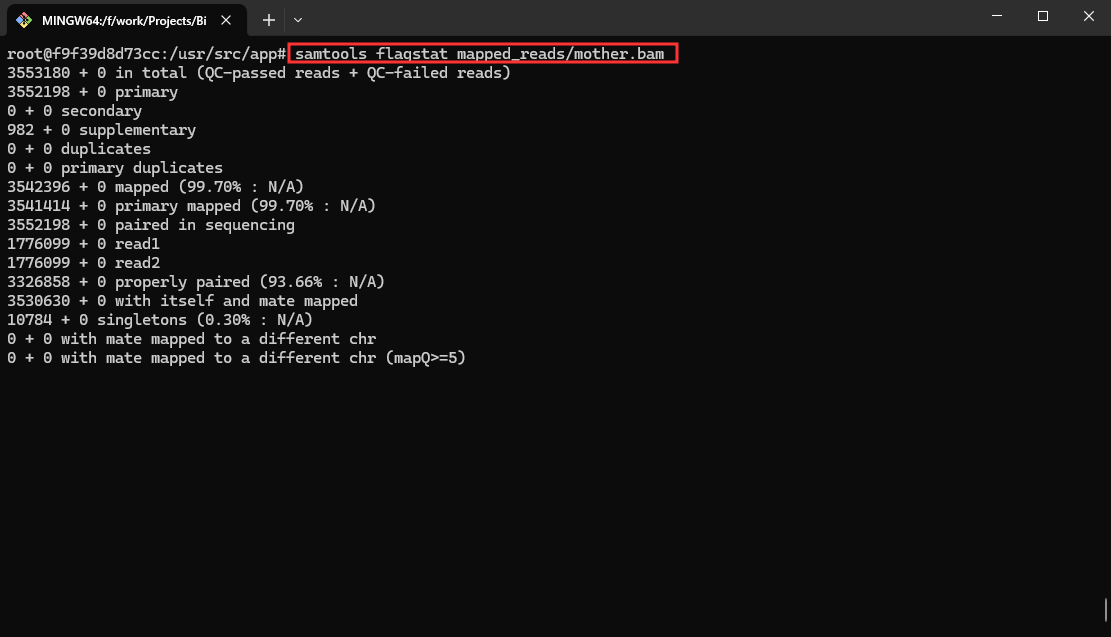 MINGW64:/f/work/Projects/Bi
root@f9f39d8d73cc:/usr/src/app# samtools flagstat mapped_reads/mother.bam
3553180 + 0 in total (QC-passed reads + QC-failed reads)
3552198 + 0 primary
0 + 0 secondary
982 + 0 supplementary
0 + 0 duplicates
0 + 0 primary duplicates
3542396 + 0 mapped (99.70% : N/A)
3541414 + 0 primary mapped (99.70% : N/A)
3552198 + 0 paired in sequencing
1776099 + 0 read1
1776099 + 0 read2
3326858 + 0 properly paired (93.66% : N/A)
3530630 + 0 with itself and mate mapped
10784 + 0 singletons (0.30% : N/A)
0 + 0 with mate mapped to a different chr
0 + 0 with mate mapped to a different chr (mapQ>=5)